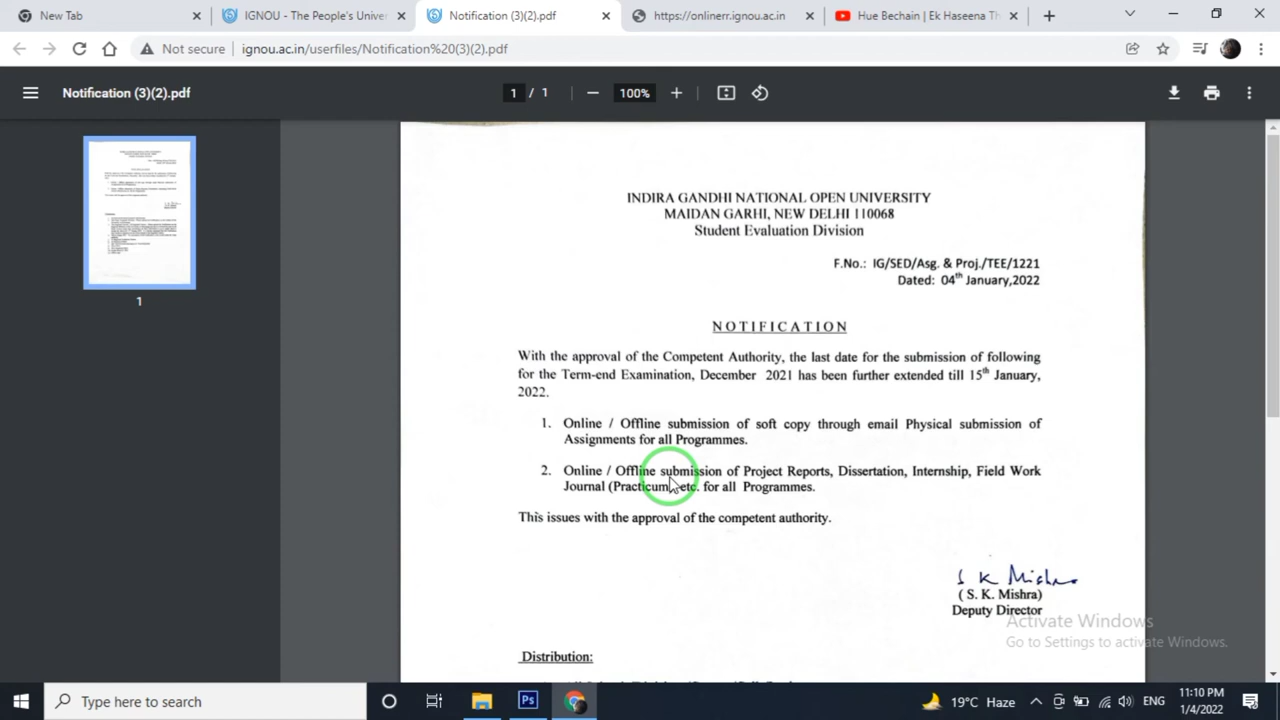 New Tab
IGNOU - The People's Univer
Notification (3)(2).pdf
https://onlinerr.ignou.ac.in
Hue Bechain | Ek Haseena Th
Not secure
ignou.ac.in/userfiles/Notification%20(3)(2).pdf
Notification (3)(2).pdf
1 / 1
100%
1
INDIRA GANDHI NATIONAL OPEN UNIVERSITY
MAIDAN GARHI, NEW DELHI 110068
Student Evaluation Division
F.No.: IG/SED/Asg. & Proj./TEE/1221
Dated: 04th January,2022
NOTIFICATION
With the approval of the Competent Authority, the last date for the submission of following
for the Term-end Examination, December 2021 has been further extended till 15th January,
2022.
1. Online / Offline submission of soft copy through email Physical submission of
Assignments for all Programmes.
2. Online / Offline submission of Project Reports, Dissertation, Internship, Field Work
Journal (Practicum) etc. for all Programmes.
This issues with the approval of the competent authority.
S K Mishra
( S. K. Mishra)
Deputy Director
Activate Windows
Go to Settings to activate Windows.
Distribution:
Type here to search
Ps
19°C Haze
ENG
11:10 PM
1/4/2022